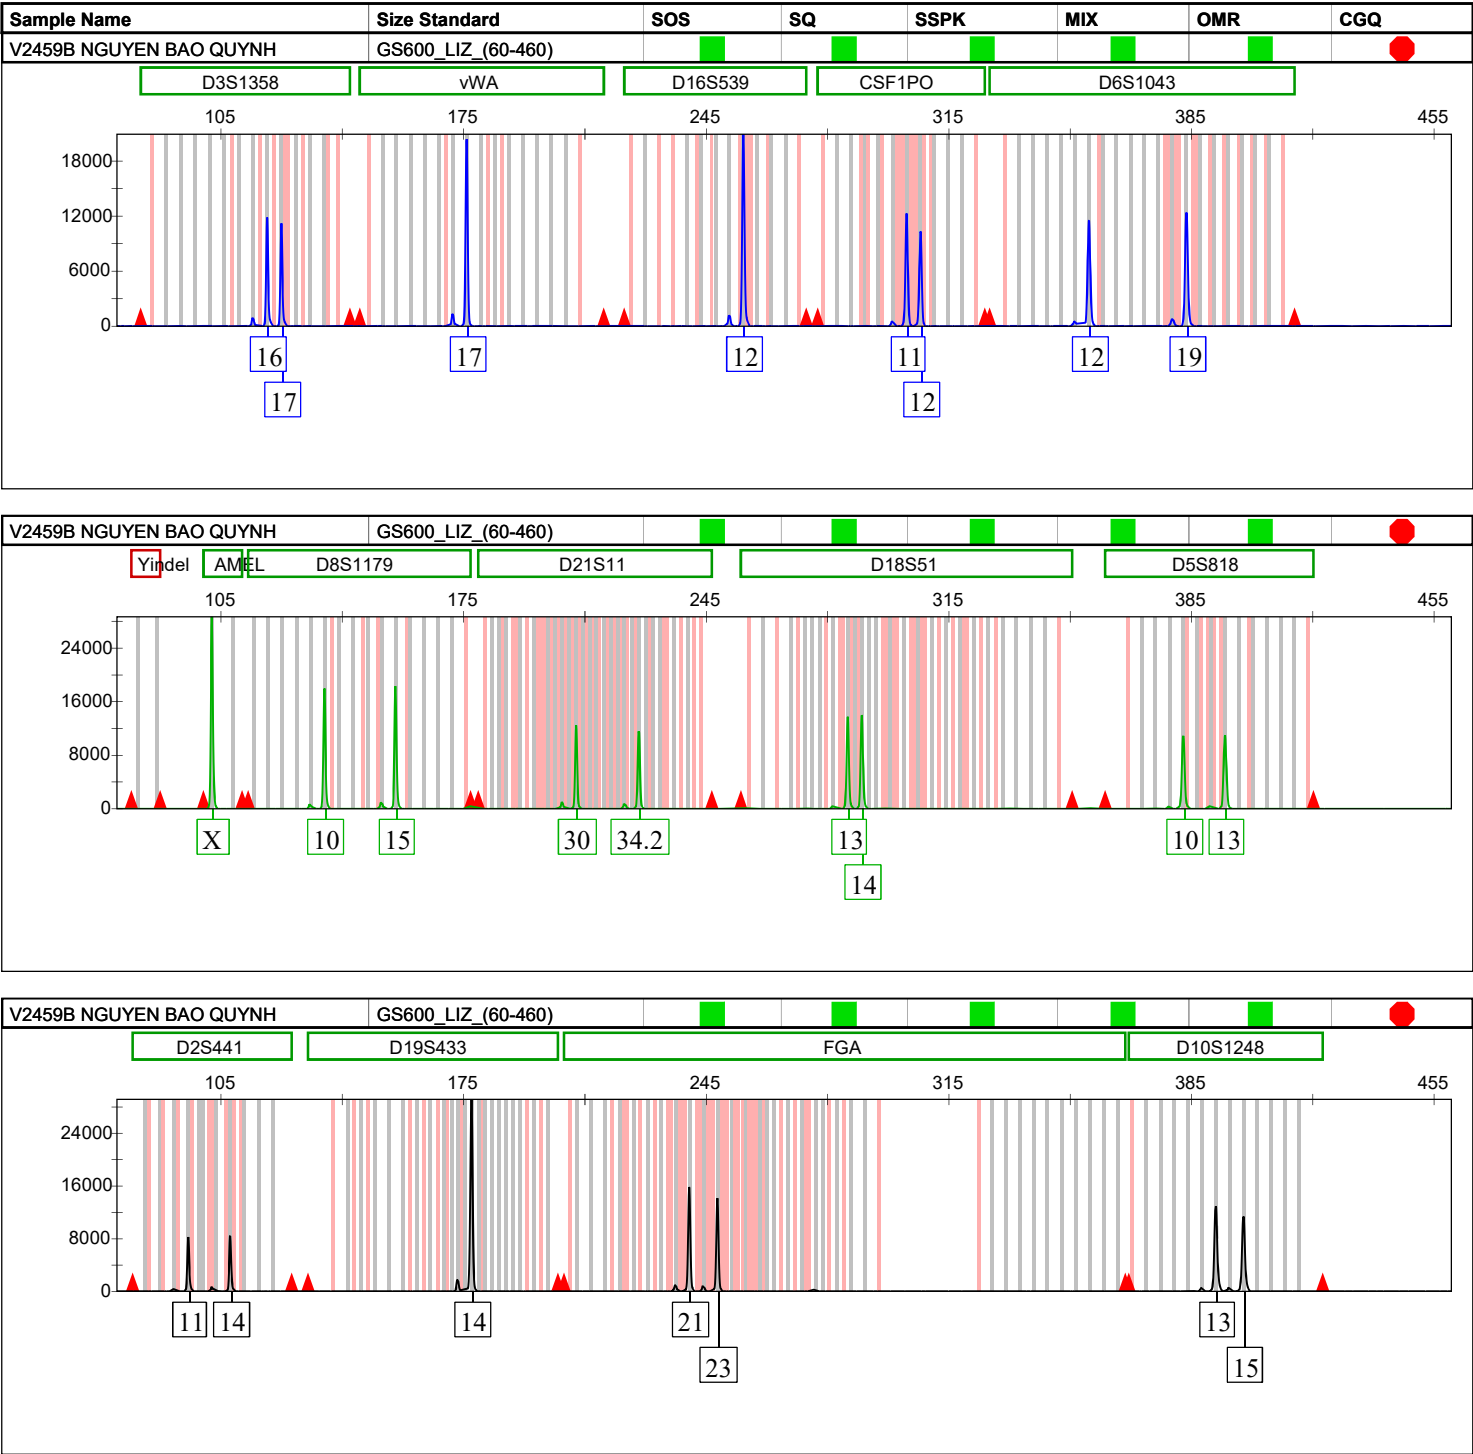 Sample Name Size Standard SOS SQ SSPK MIX OMR CGQ
V2459B NGUYEN BAO QUYNH GS600_LIZ_(60-460)
D3S1358 vWA D16S539 CSF1PO D6S1043
105 175 245 315 385 455
18000
12000
6000
0
16 17 12 11 12 19
17 12
V2459B NGUYEN BAO QUYNH GS600_LIZ_(60-460)
Yindel AMEL D8S1179 D21S11 D18S51 D5S818
105 175 245 315 385 455
24000
16000
8000
0
X 10 15 30 34.2 13 10 13
14
V2459B NGUYEN BAO QUYNH GS600_LIZ_(60-460)
D2S441 D19S433 FGA D10S1248
105 175 245 315 385 455
24000
16000
8000
0
11 14 14 21 13
23 15